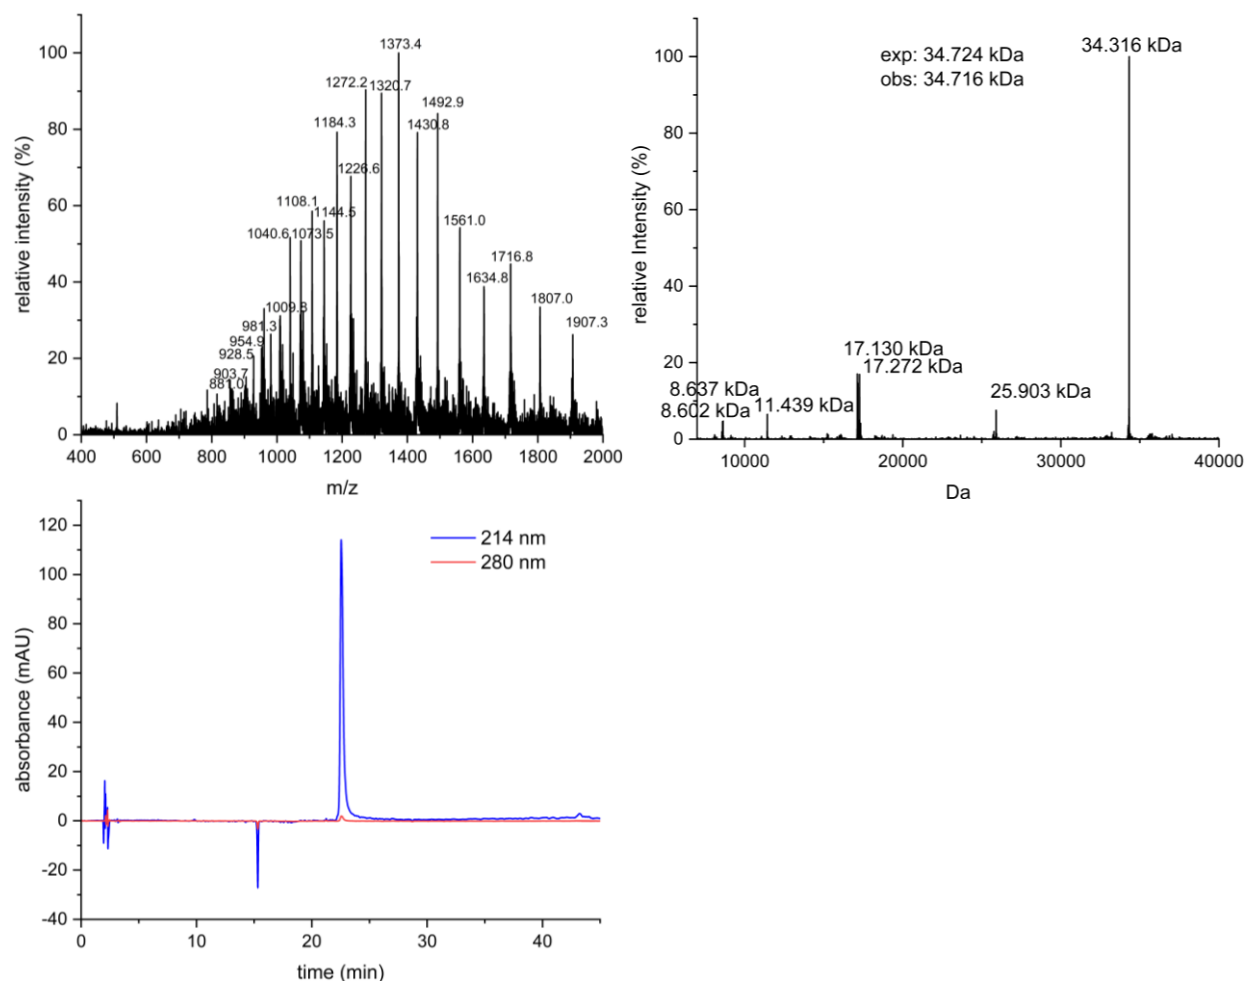 1373.4
1272.2
1320.7
1492.9
1184.3
1430.8
1226.6
1108.1
1144.5
1040.6
1073.5
1561.0
1716.8
1634.8
1009.8
1807.0
981.3
1907.3
954.9
928.5
903.7
881.0
100
80
60
40
20
0
relative intensity (%)
400 600 800 1000 1200 1400 1600 1800 2000
m/z
exp: 34.724 kDa
obs: 34.716 kDa
34.316 kDa
17.130 kDa
17.272 kDa
8.637 kDa
8.602 kDa
11.439 kDa
25.903 kDa
100
80
60
40
20
0
relative Intensity (%)
10000 20000 30000 40000
Da
214 nm
280 nm
120
100
80
60
40
20
0
-20
-40
absorbance (mAU)
0 10 20 30 40
time (min)